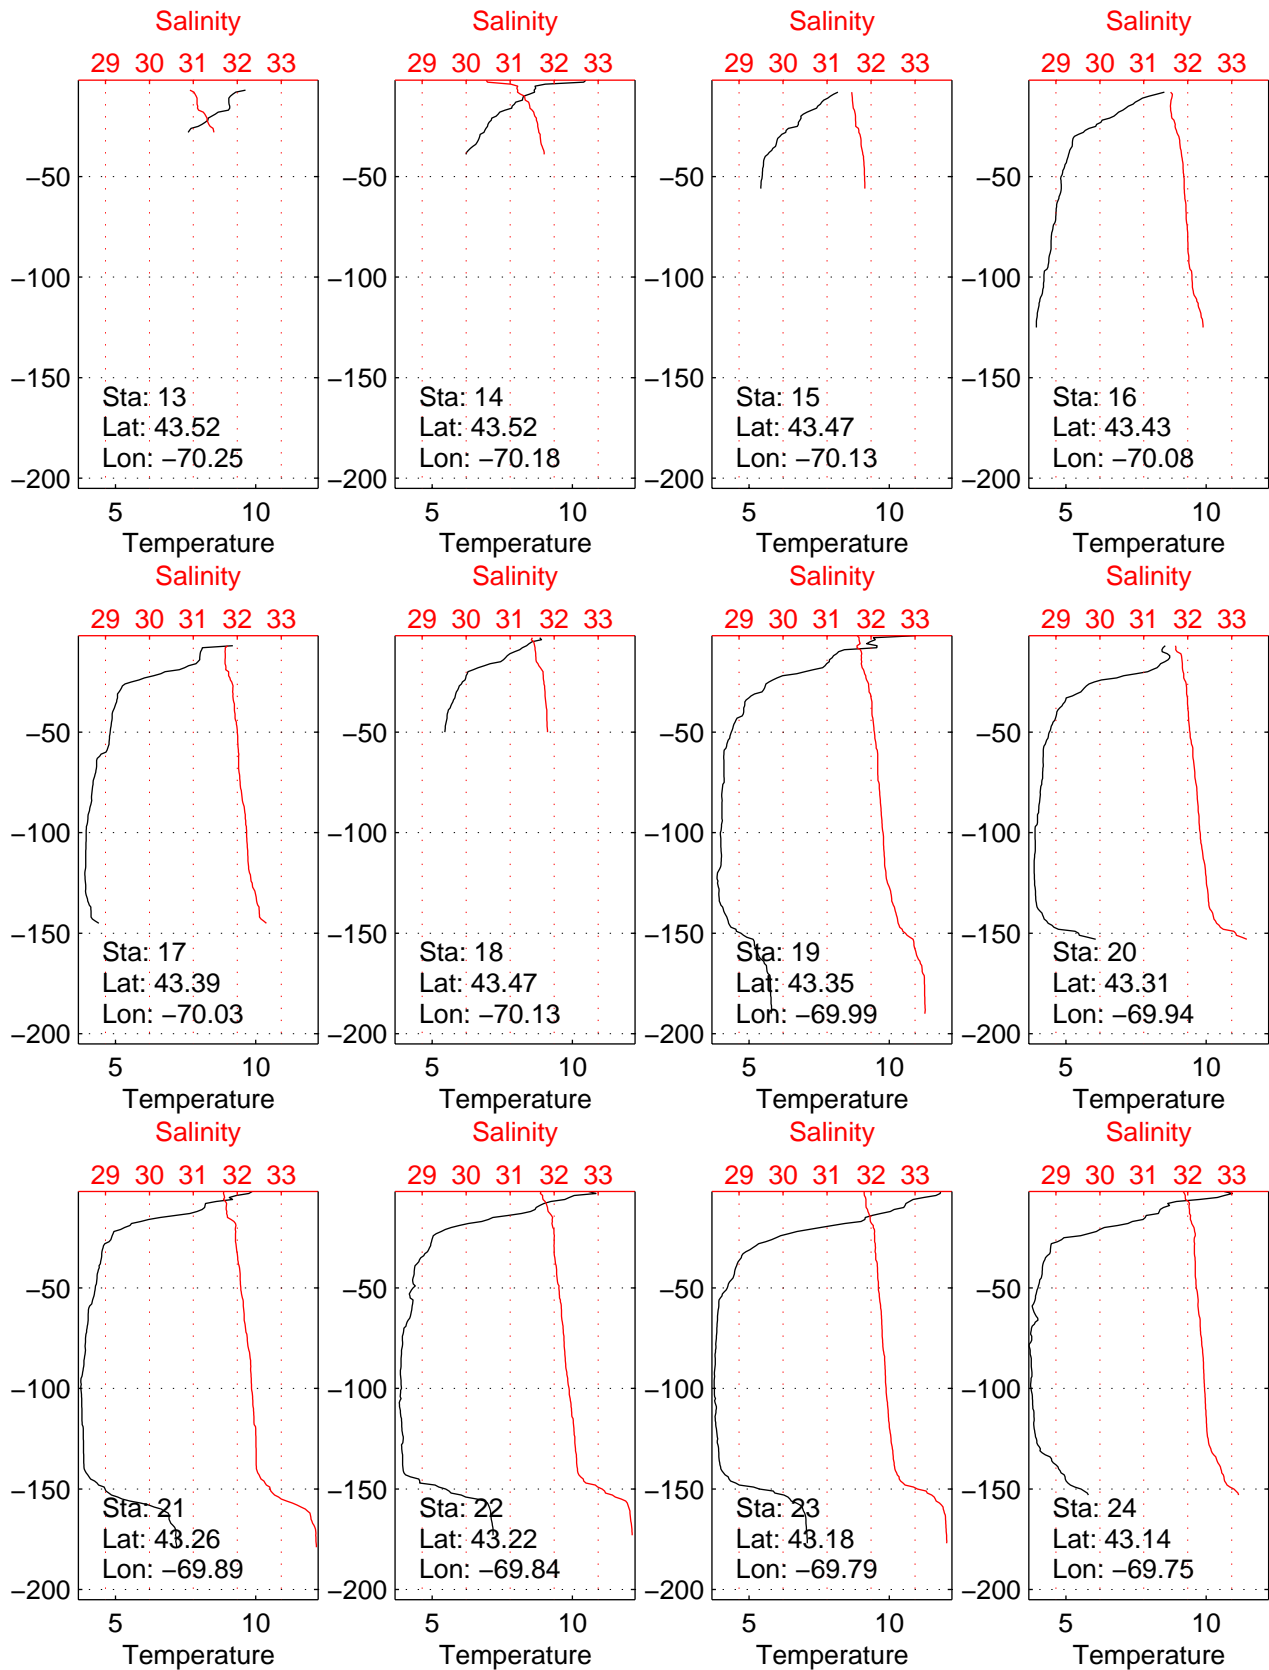 Salinity Salinity Salinity Salinity
29 30 31 32 33 29 30 31 32 33 29 30 31 32 33 29 30 31 32 33
−50 −50 −50 −50
−100 −100 −100 −100
−150 −150 −150 −150
Sta: 13 Sta: 14 Sta: 15 Sta: 16
Lat: 43.52 Lat: 43.52 Lat: 43.47 Lat: 43.43
Lon: −70.25 Lon: −70.18 Lon: −70.13 Lon: −70.08
−200 −200 −200 −200
5 10 5 10 5 10 5 10
Temperature Temperature Temperature Temperature
Salinity Salinity Salinity Salinity
29 30 31 32 33 29 30 31 32 33 29 30 31 32 33 29 30 31 32 33
−50 −50 −50 −50
−100 −100 −100 −100
−150 −150 −150 −150
Sta: 17 Sta: 18 Sta: 19 Sta: 20
Lat: 43.39 Lat: 43.47 Lat: 43.35 Lat: 43.31
Lon: −70.03 Lon: −70.13 Lon: −69.99 Lon: −69.94
−200 −200 −200 −200
5 10 5 10 5 10 5 10
Temperature Temperature Temperature Temperature
Salinity Salinity Salinity Salinity
29 30 31 32 33 29 30 31 32 33 29 30 31 32 33 29 30 31 32 33
−50 −50 −50 −50
−100 −100 −100 −100
−150 −150 −150 −150
Sta: 21 Sta: 22 Sta: 23 Sta: 24
Lat: 43.26 Lat: 43.22 Lat: 43.18 Lat: 43.14
Lon: −69.89 Lon: −69.84 Lon: −69.79 Lon: −69.75
−200 −200 −200 −200
5 10 5 10 5 10 5 10
Temperature Temperature Temperature Temperature